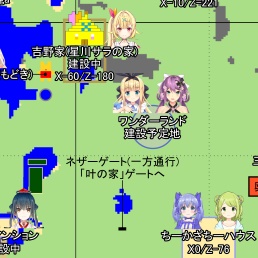 X-10/Z-221
吉野家(星川サラの家)
建設中
X-60/Z-180
もどき)
ワンダーランド
建設予定地
ネザーゲート(一方通行)
「叶の家」ゲートへ
ンション
設中
ちーかざちーハウス
X0/Z-76